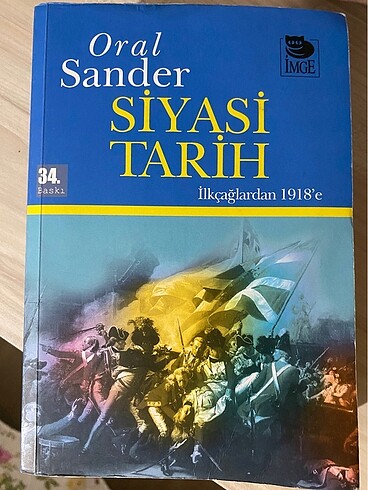 Oral
Sander
SİYASİ
TARİH
İlkçağlardan 1918'e
İMGE
34.
Baskı